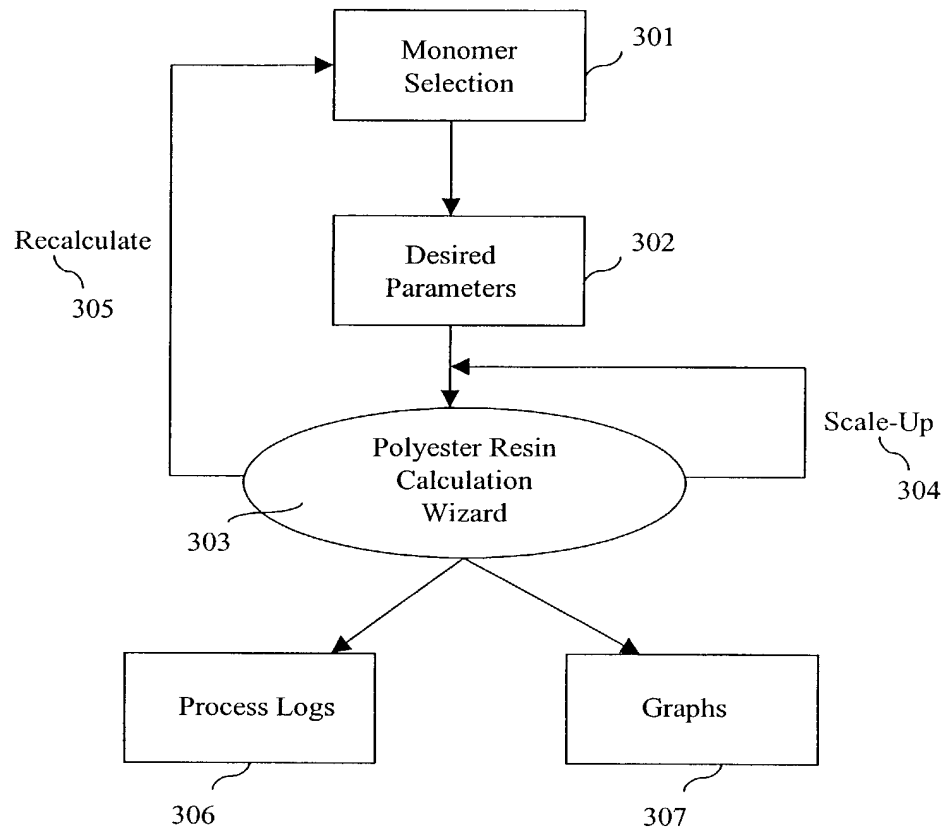 Monomer
Selection
301
Desired
Parameters
302
Recalculate
305
Scale-Up
304
Polyester Resin
Calculation
Wizard
303
Process Logs
306
Graphs
307